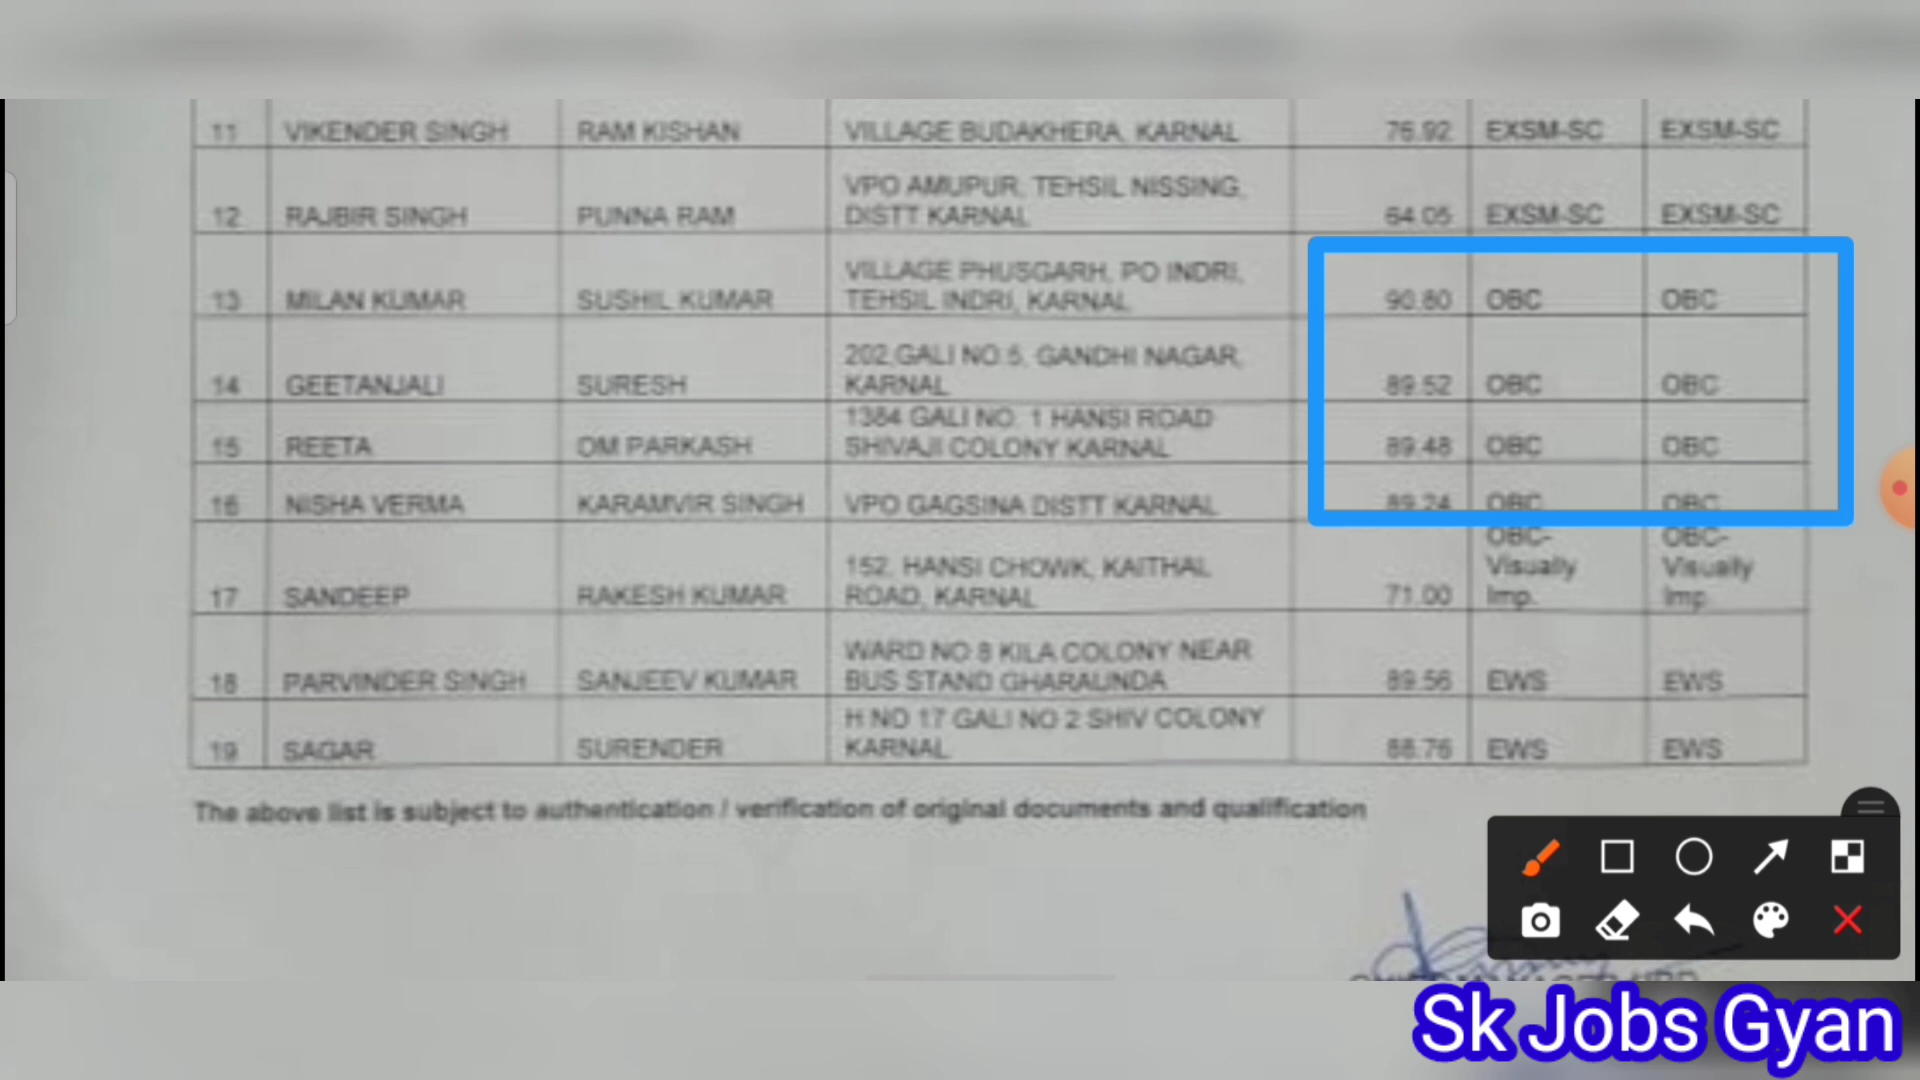 11 VIKENDER SINGH RAM KISHAN VILLAGE BUDAKHERA, KARNAL 76.92 EXSM-SC EXSM-SC
12 RAJBIR SINGH PUNNA RAM VPO AMUPUR, TEHSIL NISSING, DISTT KARNAL 64.05 EXSM-SC EXSM-SC
13 MILAN KUMAR SUSHIL KUMAR VILLAGE PHUSGARH, PO INDRI, TEHSIL INDRI, KARNAL 90.80 OBC OBC
14 GEETANJALI SURESH 202,GALI NO.5, GANDHI NAGAR, KARNAL 89.52 OBC OBC
15 REETA OM PARKASH 1384 GALI NO. 1 HANSI ROAD SHIVAJI COLONY KARNAL 89.48 OBC OBC
16 NISHA VERMA KARAMVIR SINGH VPO GAGSINA DISTT KARNAL 89.24 OBC OBC
17 SANDEEP RAKESH KUMAR 152, HANSI CHOWK, KAITHAL ROAD, KARNAL 71.00 OBC-Visually Imp. OBC-Visually Imp.
18 PARVINDER SINGH SANJEEV KUMAR WARD NO 8 KILA COLONY NEAR BUS STAND GHARAUNDA 89.56 EWS EWS
19 SAGAR SURENDER H NO 17 GALI NO 2 SHIV COLONY KARNAL 88.76 EWS EWS
The above list is subject to authentication / verification of original documents and qualification
Sk Jobs Gyan